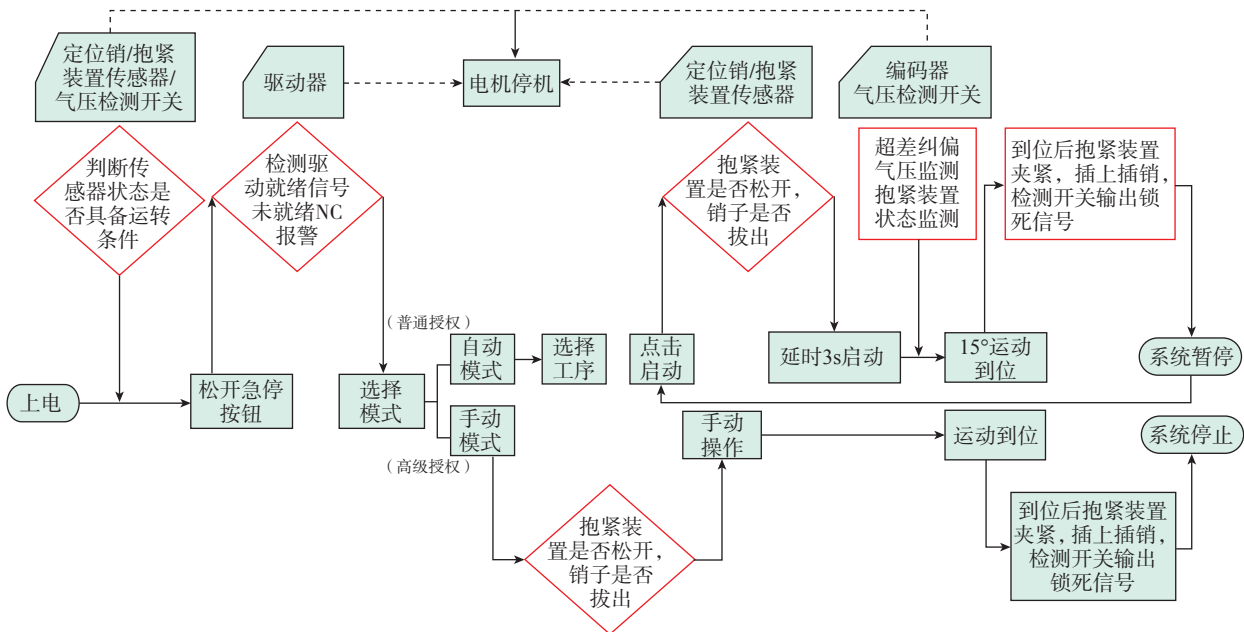 定位销/抱紧
装置传感器/
气压检测开关
驱动器
电机停机
定位销/抱紧
装置传感器
编码器
气压检测开关
判断传
感器状态是
否具备运转
条件
检测驱
动就绪信号
未就绪NC
报警
抱紧装
置是否松开，
销子是否
拔出
超差纠偏
气压监测
抱紧装置
状态监测
到位后抱紧装置
夹紧，插上插销，
检测开关输出锁
死信号
（普通授权）
自动
模式
选择
工序
点击
启动
延时3s启动
15°运动
到位
系统暂停
上电
松开急停
按钮
选择
模式
手动
模式
（高级授权）
手动
操作
运动到位
系统停止
抱紧装
置是否松开，
销子是否
拔出
到位后抱紧装置
夹紧，插上插销，
检测开关输出
锁死信号